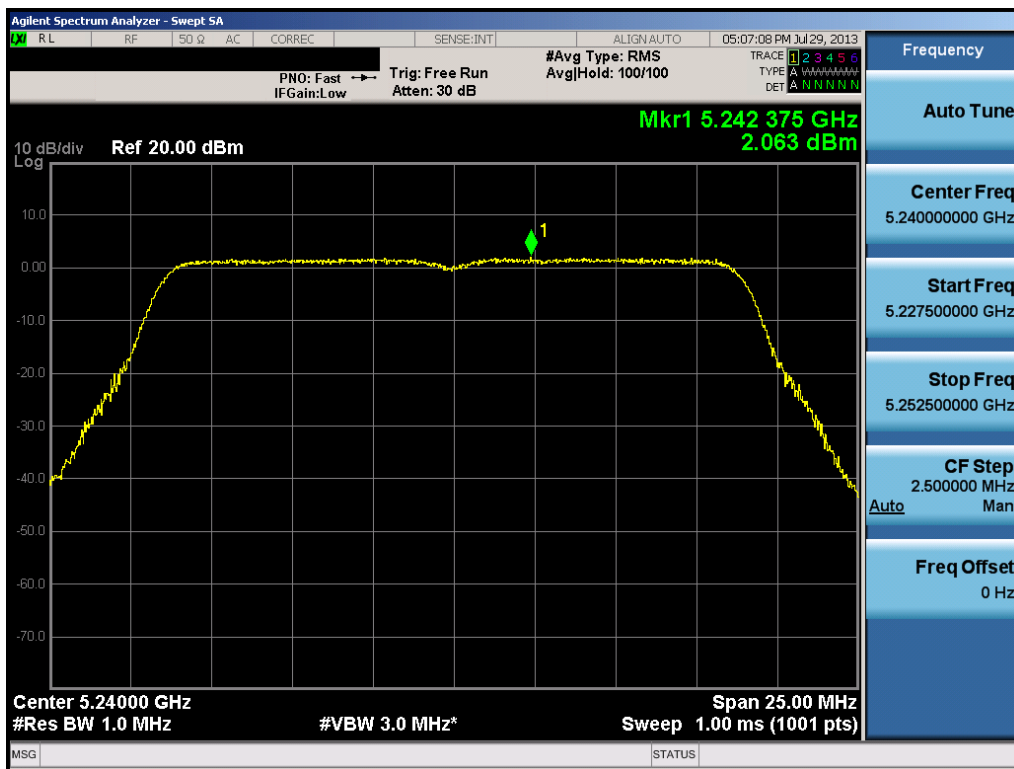 Agilent Spectrum Analyzer - Swept SA
LXI RL RF 50 Ω AC CORREC SENSE:INT ALIGNAUTO 05:07:08 PM Jul 29, 2013
PNO: Fast
IFGain:Low
Trig: Free Run
Atten: 30 dB
#Avg Type: RMS
Avg|Hold: 100/100
TRACE 1 2 3 4 5 6
TYPE A
DET A N N N N N
Mkr1 5.242 375 GHz
2.063 dBm
10 dB/div Ref 20.00 dBm
Log
1
10.0
0.00
-10.0
-20.0
-30.0
-40.0
-50.0
-60.0
-70.0
Center 5.24000 GHz Span 25.00 MHz
#Res BW 1.0 MHz #VBW 3.0 MHz* Sweep 1.00 ms (1001 pts)
MSG STATUS
Frequency
Auto Tune
Center Freq
5.240000000 GHz
Start Freq
5.227500000 GHz
Stop Freq
5.252500000 GHz
CF Step
2.500000 MHz
Auto Man
Freq Offset
0 Hz